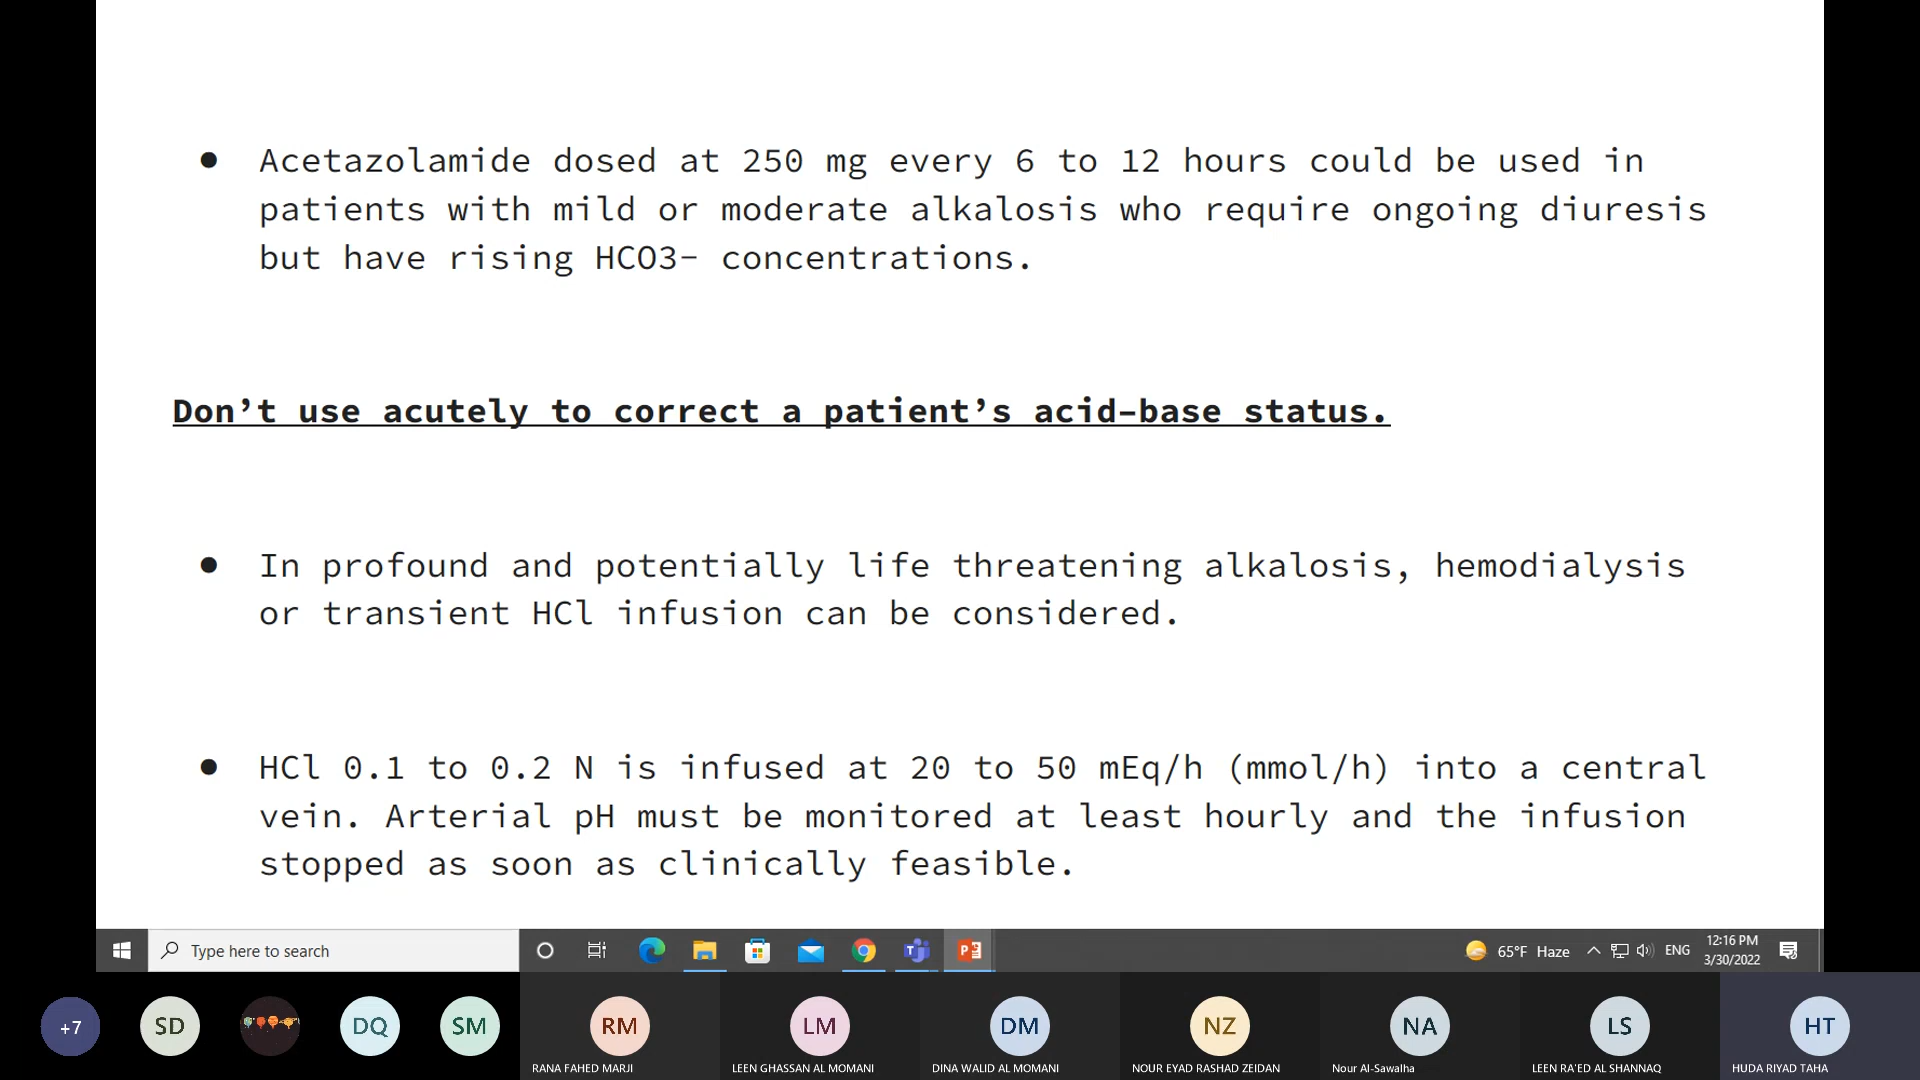 ● Acetazolamide dosed at 250 mg every 6 to 12 hours could be used in
patients with mild or moderate alkalosis who require ongoing diuresis
but have rising HCO3− concentrations.
Don’t use acutely to correct a patient’s acid–base status.
● In profound and potentially life threatening alkalosis, hemodialysis
or transient HCl infusion can be considered.
● HCl 0.1 to 0.2 N is infused at 20 to 50 mEq/h (mmol/h) into a central
vein. Arterial pH must be monitored at least hourly and the infusion
stopped as soon as clinically feasible.
Type here to search
65°F Haze
ENG
12:16 PM
3/30/2022
+7
SD
DQ
SM
RM
LM
DM
NZ
NA
LS
HT
RANA FAHED MARJI
LEEN GHASSAN AL MOMANI
DINA WALID AL MOMANI
NOUR EYAD RASHAD ZEIDAN
Nour Al-Sawalha
LEEN RA'ED AL SHANNAQ
HUDA RIYAD TAHA